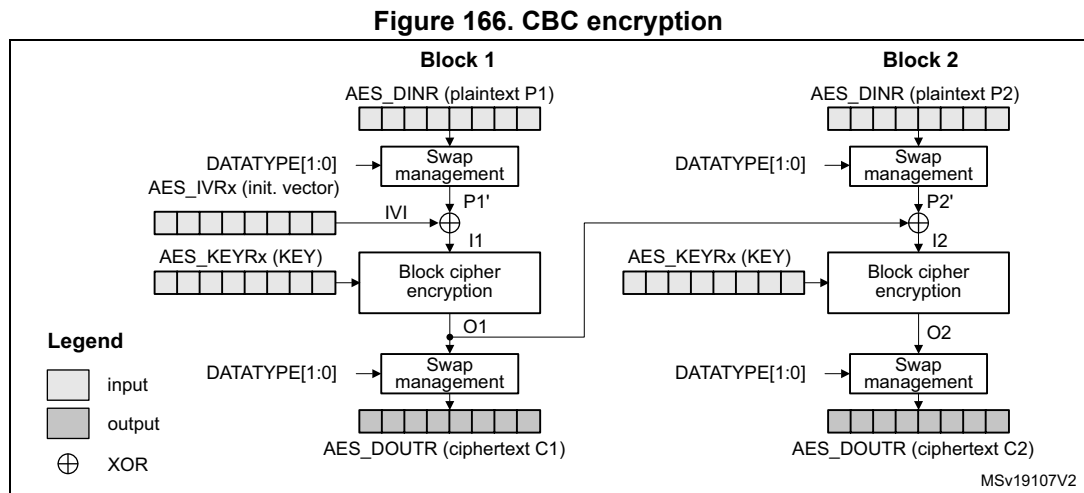 Figure 166. CBC encryption
Block 1
Block 2
AES_DINR (plaintext P1)
AES_DINR (plaintext P2)
DATATYPE[1:0]
Swap
management
DATATYPE[1:0]
Swap
management
AES_IVRx (init. vector)
P1'
P2'
IVI
I1
I2
AES_KEYRx (KEY)
AES_KEYRx (KEY)
Block cipher
encryption
Block cipher
encryption
O1
O2
Legend
DATATYPE[1:0]
Swap
management
DATATYPE[1:0]
Swap
management
input
output
AES_DOUTR (ciphertext C1)
AES_DOUTR (ciphertext C2)
XOR
MSv19107V2